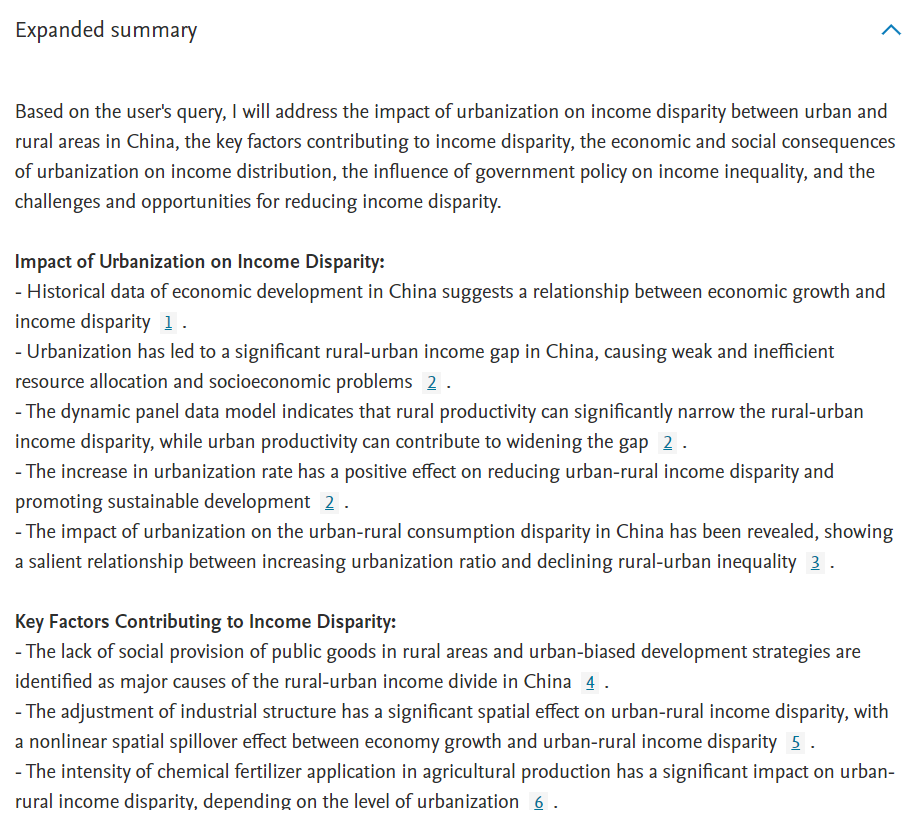 Expanded summary
Based on the user's query, I will address the impact of urbanization on income disparity between urban and
rural areas in China, the key factors contributing to income disparity, the economic and social consequences
of urbanization on income distribution, the influence of government policy on income inequality, and the
challenges and opportunities for reducing income disparity.
Impact of Urbanization on Income Disparity:
- Historical data of economic development in China suggests a relationship between economic growth and
income disparity 1 .
- Urbanization has led to a significant rural-urban income gap in China, causing weak and inefficient
resource allocation and socioeconomic problems 2 .
- The dynamic panel data model indicates that rural productivity can significantly narrow the rural-urban
income disparity, while urban productivity can contribute to widening the gap 2 .
- The increase in urbanization rate has a positive effect on reducing urban-rural income disparity and
promoting sustainable development 2 .
- The impact of urbanization on the urban-rural consumption disparity in China has been revealed, showing
a salient relationship between increasing urbanization ratio and declining rural-urban inequality 3 .
Key Factors Contributing to Income Disparity:
- The lack of social provision of public goods in rural areas and urban-biased development strategies are
identified as major causes of the rural-urban income divide in China 4 .
- The adjustment of industrial structure has a significant spatial effect on urban-rural income disparity, with
a nonlinear spatial spillover effect between economy growth and urban-rural income disparity 5 .
- The intensity of chemical fertilizer application in agricultural production has a significant impact on urban-
rural income disparity, depending on the level of urbanization 6 .